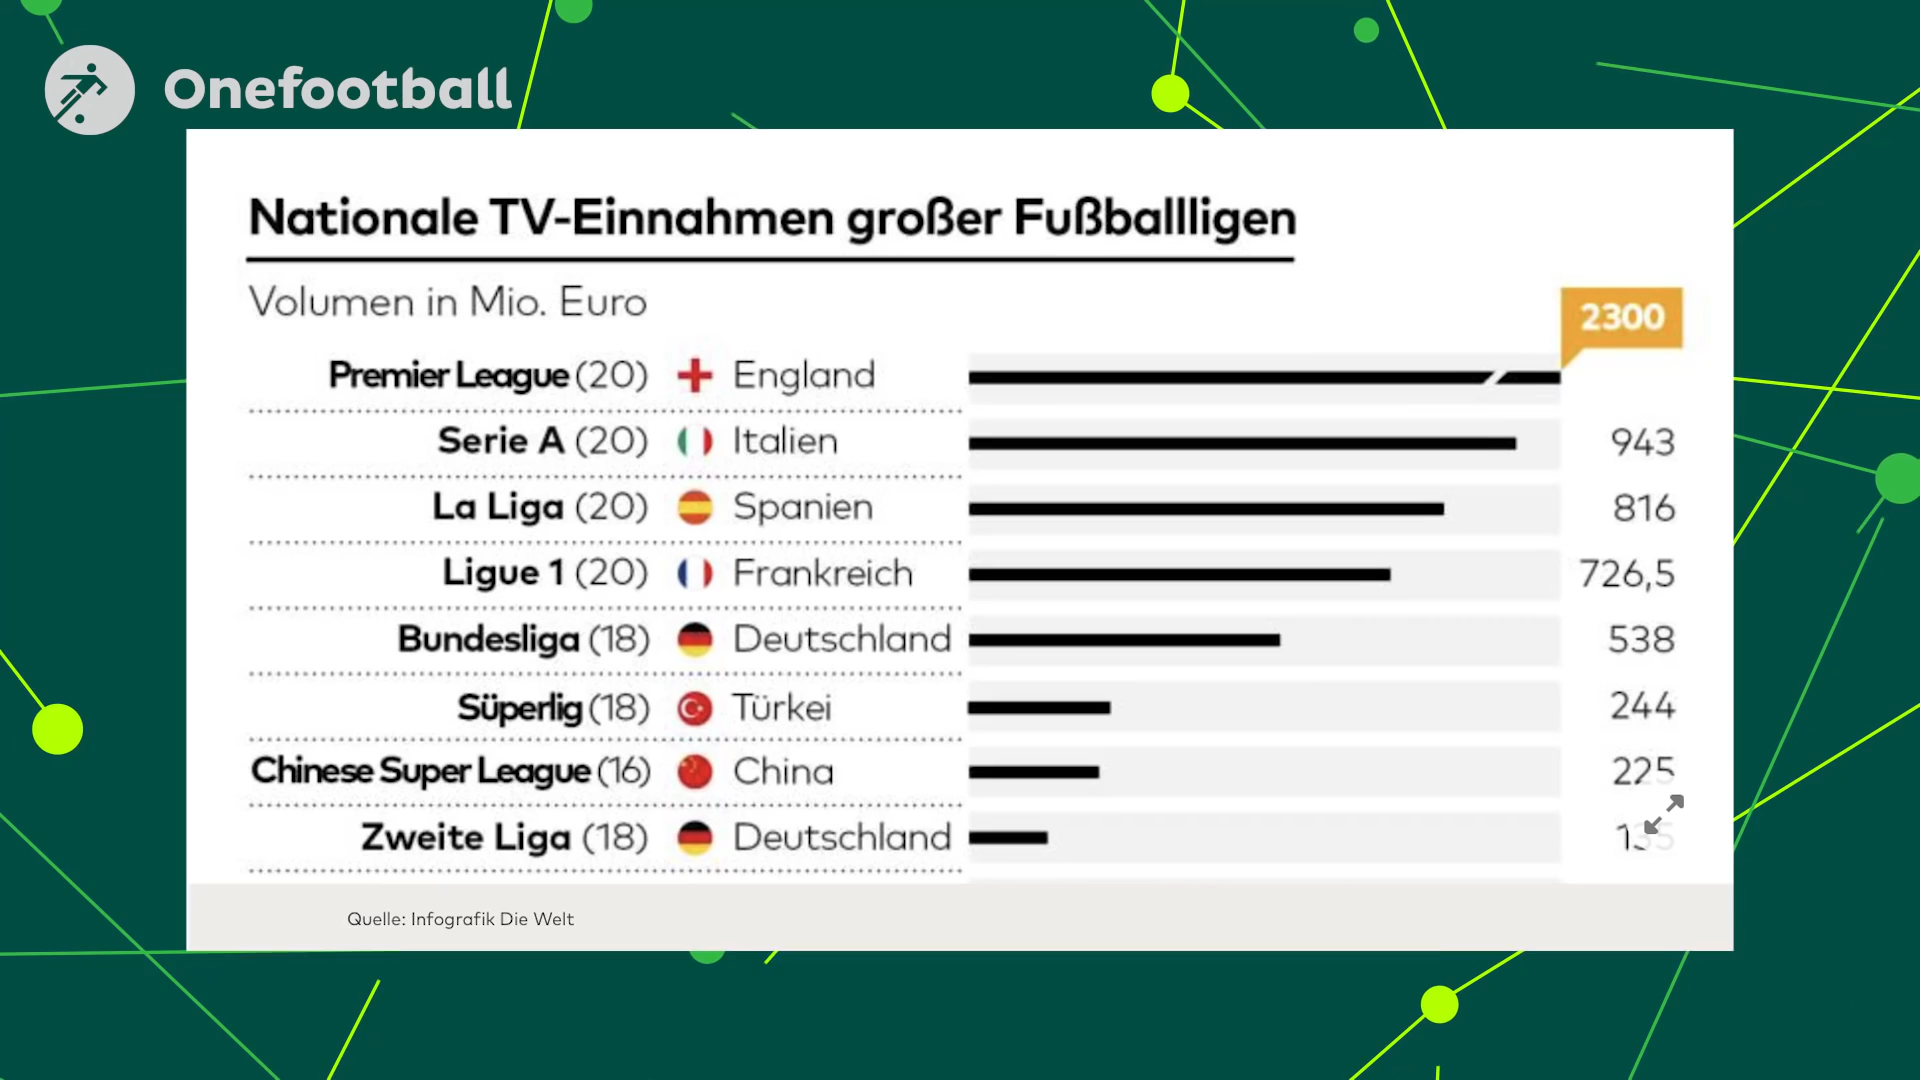 Onefootball
Nationale TV-Einnahmen großer Fußballligen
Volumen in Mio. Euro
2300
Premier League (20) England
Serie A (20) Italien 943
La Liga (20) Spanien 816
Ligue 1 (20) Frankreich 726,5
Bundesliga (18) Deutschland 538
Süperlig (18) Türkei 244
Chinese Super League (16) China 225
Zweite Liga (18) Deutschland
Quelle: Infografik Die Welt